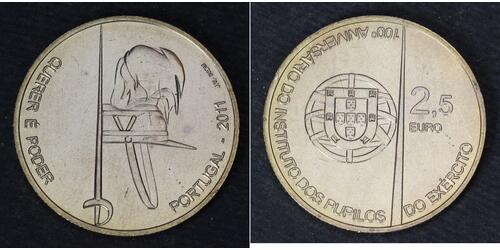 QUERER É PODER
PORTUGAL - 2011
100º ANIVERSÁRIO DO INSTITUTO DOS PUPILOS DO EXÉRCITO
2,5
EURO